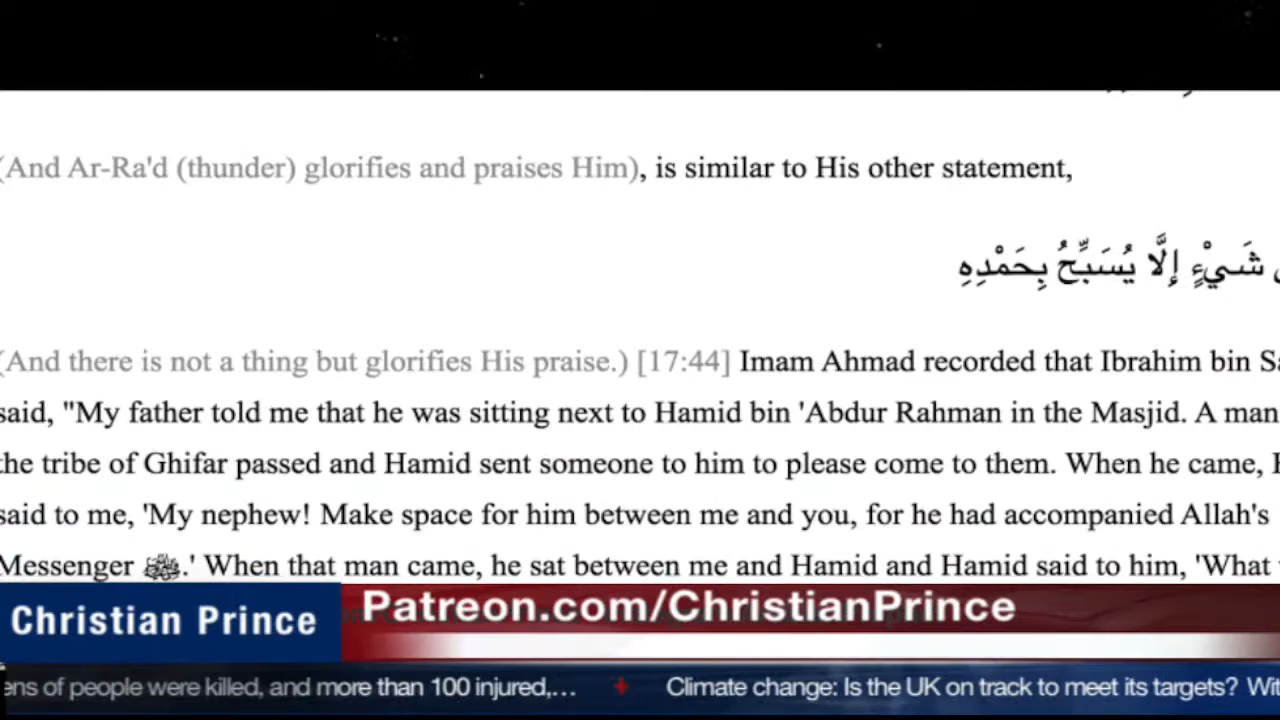 (And Ar-Ra'd (thunder) glorifies and praises Him), is similar to His other statement,
شَيْءٍ إِلَّا يُسَبِّحُ بِحَمْدِهِ
(And there is not a thing but glorifies His praise.) [17:44] Imam Ahmad recorded that Ibrahim bin Sa
said, "My father told me that he was sitting next to Hamid bin 'Abdur Rahman in the Masjid. A man
the tribe of Ghifar passed and Hamid sent someone to him to please come to them. When he came, H
said to me, 'My nephew! Make space for him between me and you, for he had accompanied Allah's
Messenger ﷺ.' When that man came, he sat between me and Hamid and Hamid said to him, 'What
Christian Prince
Patreon.com/ChristianPrince
ens of people were killed, and more than 100 injured,... + Climate change: Is the UK on track to meet its targets? Wit